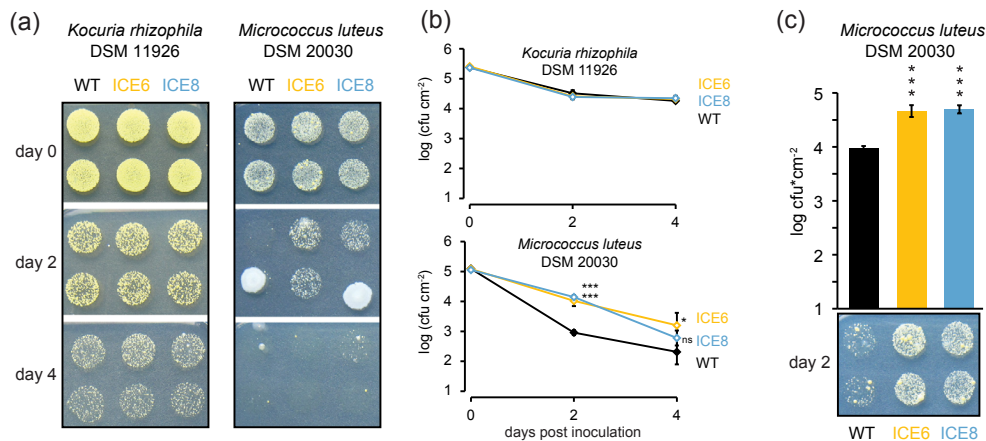 (a)
Kocuria rhizophila
DSM 11926
Micrococcus luteus
DSM 20030
WT ICE6 ICE8
WT ICE6 ICE8
day 0
day 2
day 4
(b)
6
5
4
3
2
1
log (cfu cm-2)
Kocuria rhizophila
DSM 11926
ICE6
ICE8
WT
0 2 4
6
5
4
3
2
1
log (cfu cm-2)
Micrococcus luteus
DSM 20030
***
***
* ICE6
ns ICE8
WT
0 2 4
days post inoculation
(c)
Micrococcus luteus
DSM 20030
*** ***
5
4
2
3
1
log cfu*cm-2
day 2
WT ICE6 ICE8